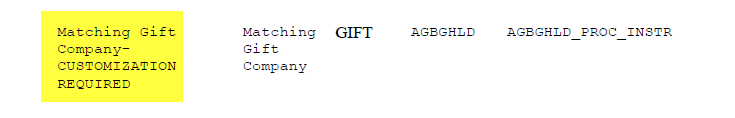 Matching Gift
Company-
CUSTOMIZATION
REQUIRED
Matching
Gift
Company
GIFT
AGBGHLD
AGBGHLD_PROC_INSTR